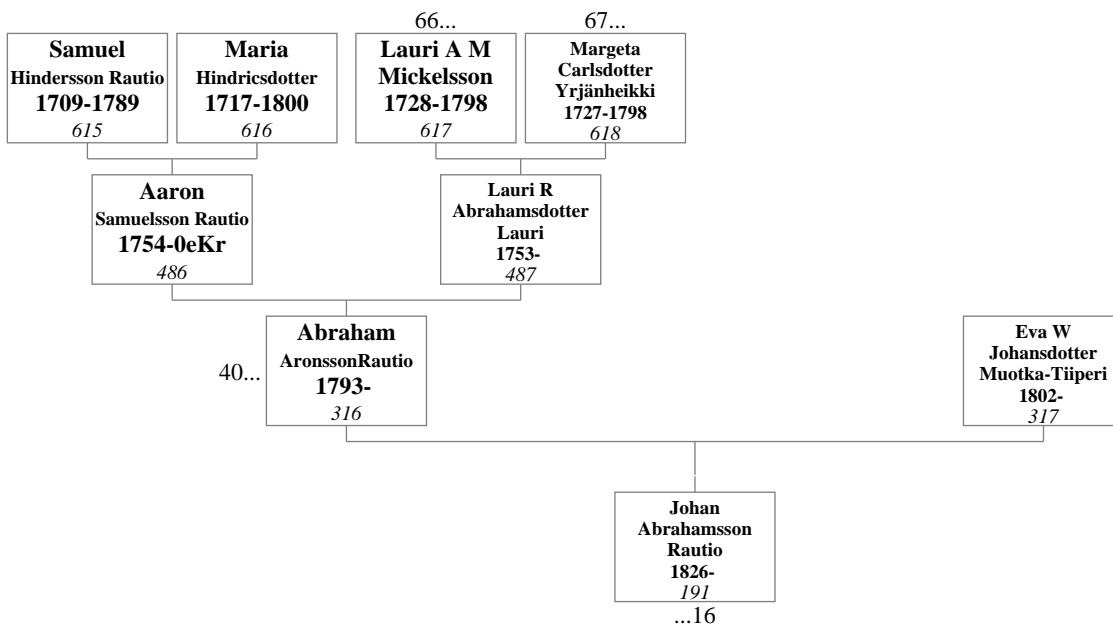 66...
67...
Samuel
Hindersson Rautio
1709-1789
615
Maria
Hindricsdotter
1717-1800
616
Lauri A M
Mickelsson
1728-1798
617
Margeta
Carlsdotter
Yrjänheikki
1727-1798
618
Aaron
Samuelsson Rautio
1754-0eKr
486
Lauri R
Abrahamsdotter
Lauri
1753-
487
40...
Abraham
AronssonRautio
1793-
316
Eva W
Johansdotter
Muotka-Tiiperi
1802-
317
Johan
Abrahamsson
Rautio
1826-
191
...16